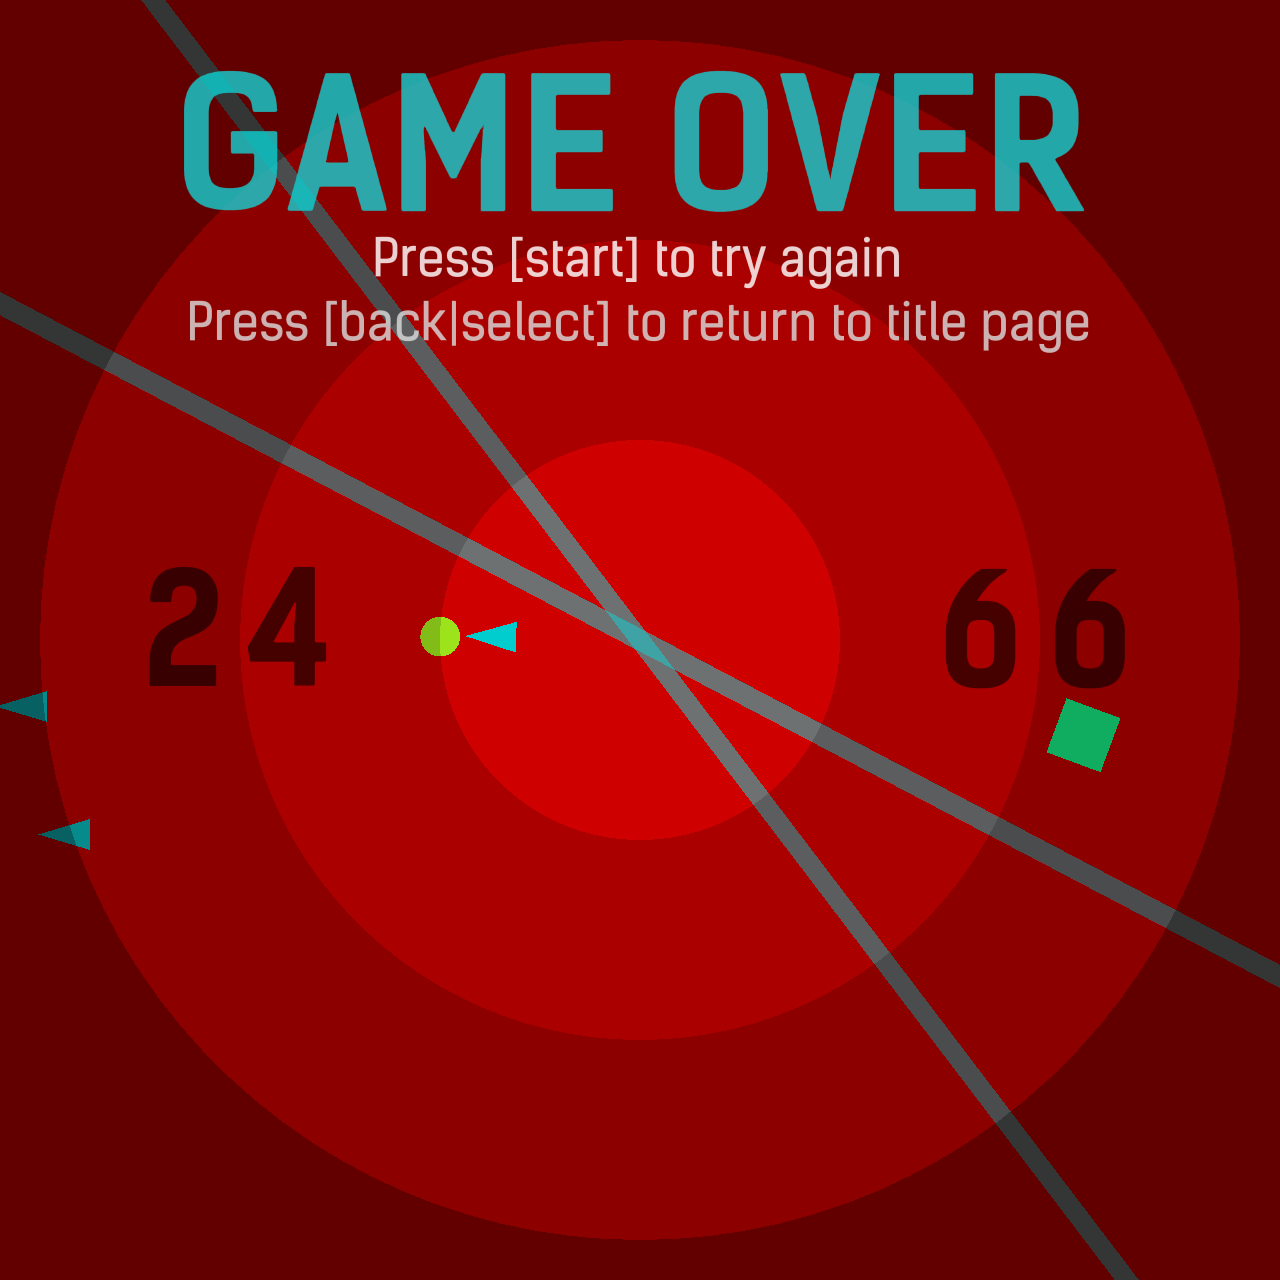 GAME OVER
Press [start] to try again
Press [back|select] to return to title page
24 66